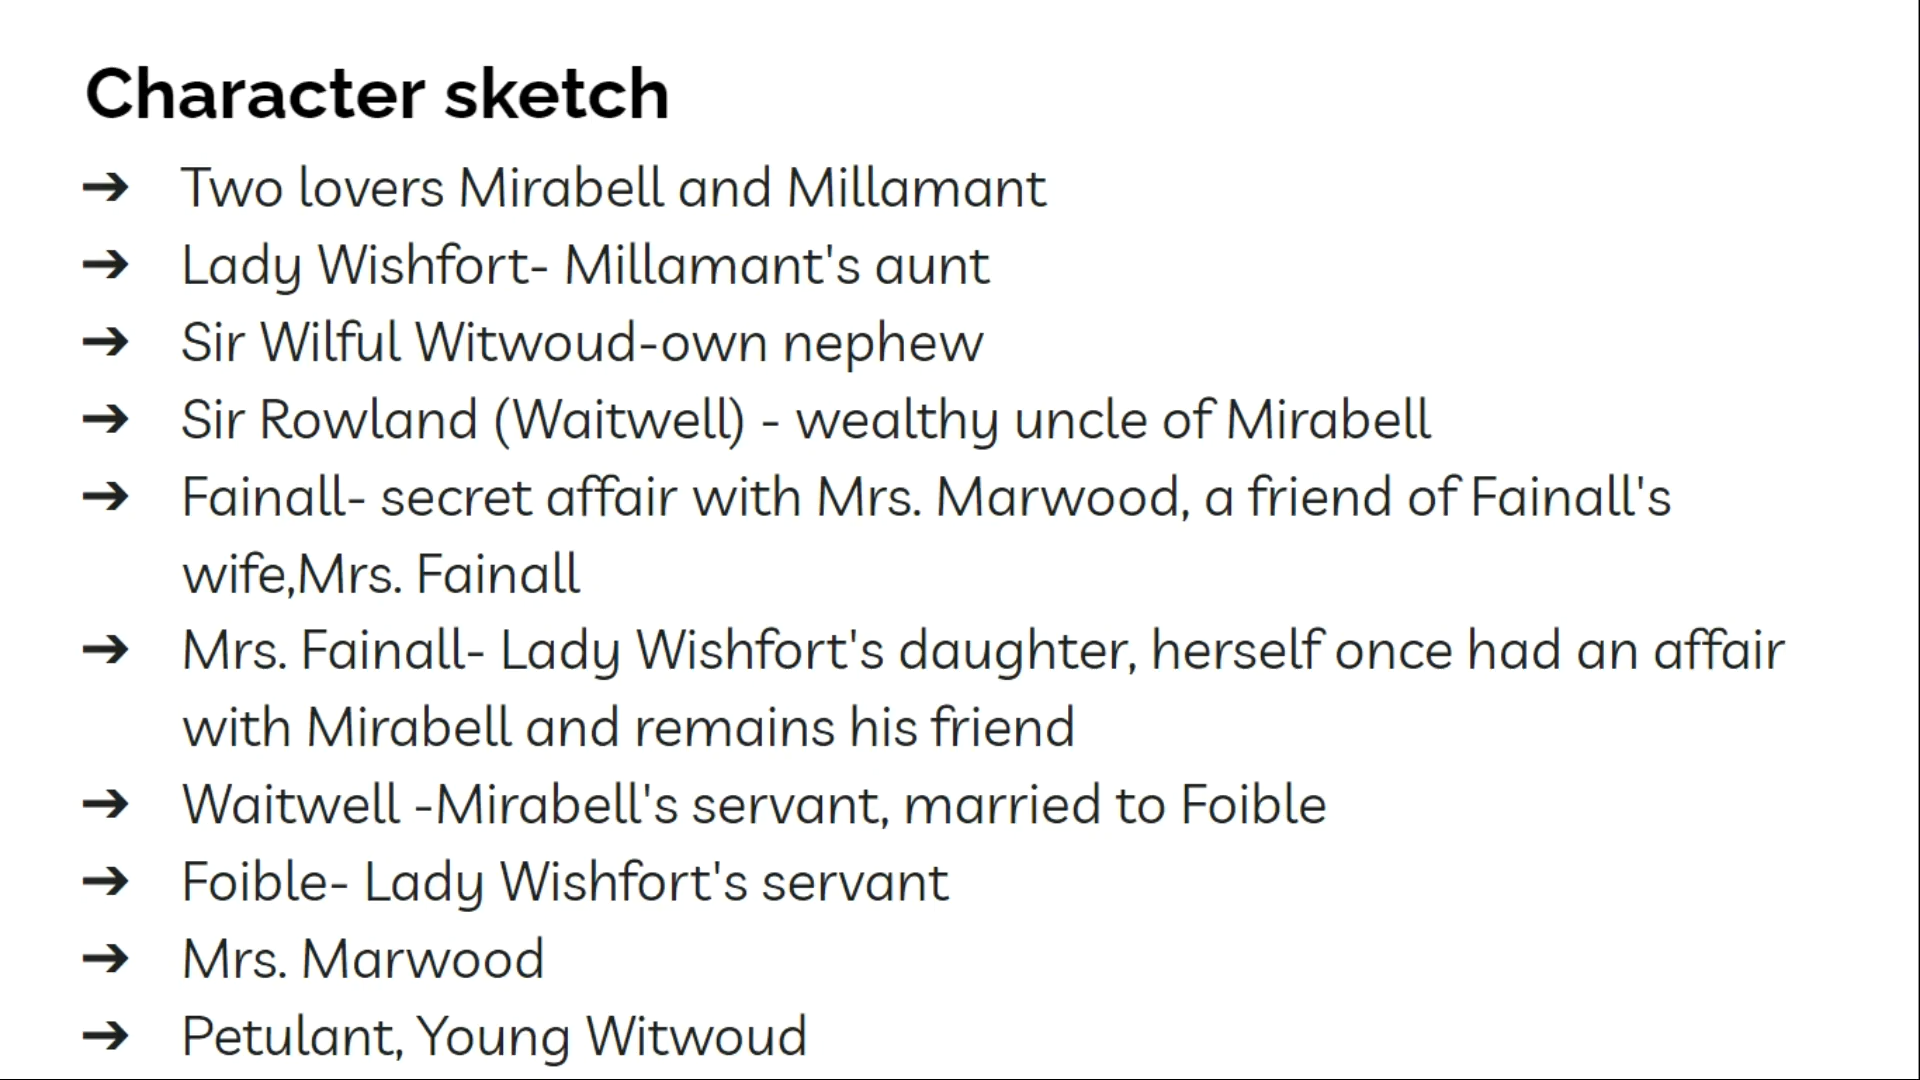 Character sketch
➔ Two lovers Mirabell and Millamant
➔ Lady Wishfort- Millamant's aunt
➔ Sir Wilful Witwoud-own nephew
➔ Sir Rowland (Waitwell) - wealthy uncle of Mirabell
➔ Fainall- secret affair with Mrs. Marwood, a friend of Fainall's
wife,Mrs. Fainall
➔ Mrs. Fainall- Lady Wishfort's daughter, herself once had an affair
with Mirabell and remains his friend
➔ Waitwell -Mirabell's servant, married to Foible
➔ Foible- Lady Wishfort's servant
➔ Mrs. Marwood
➔ Petulant, Young Witwoud